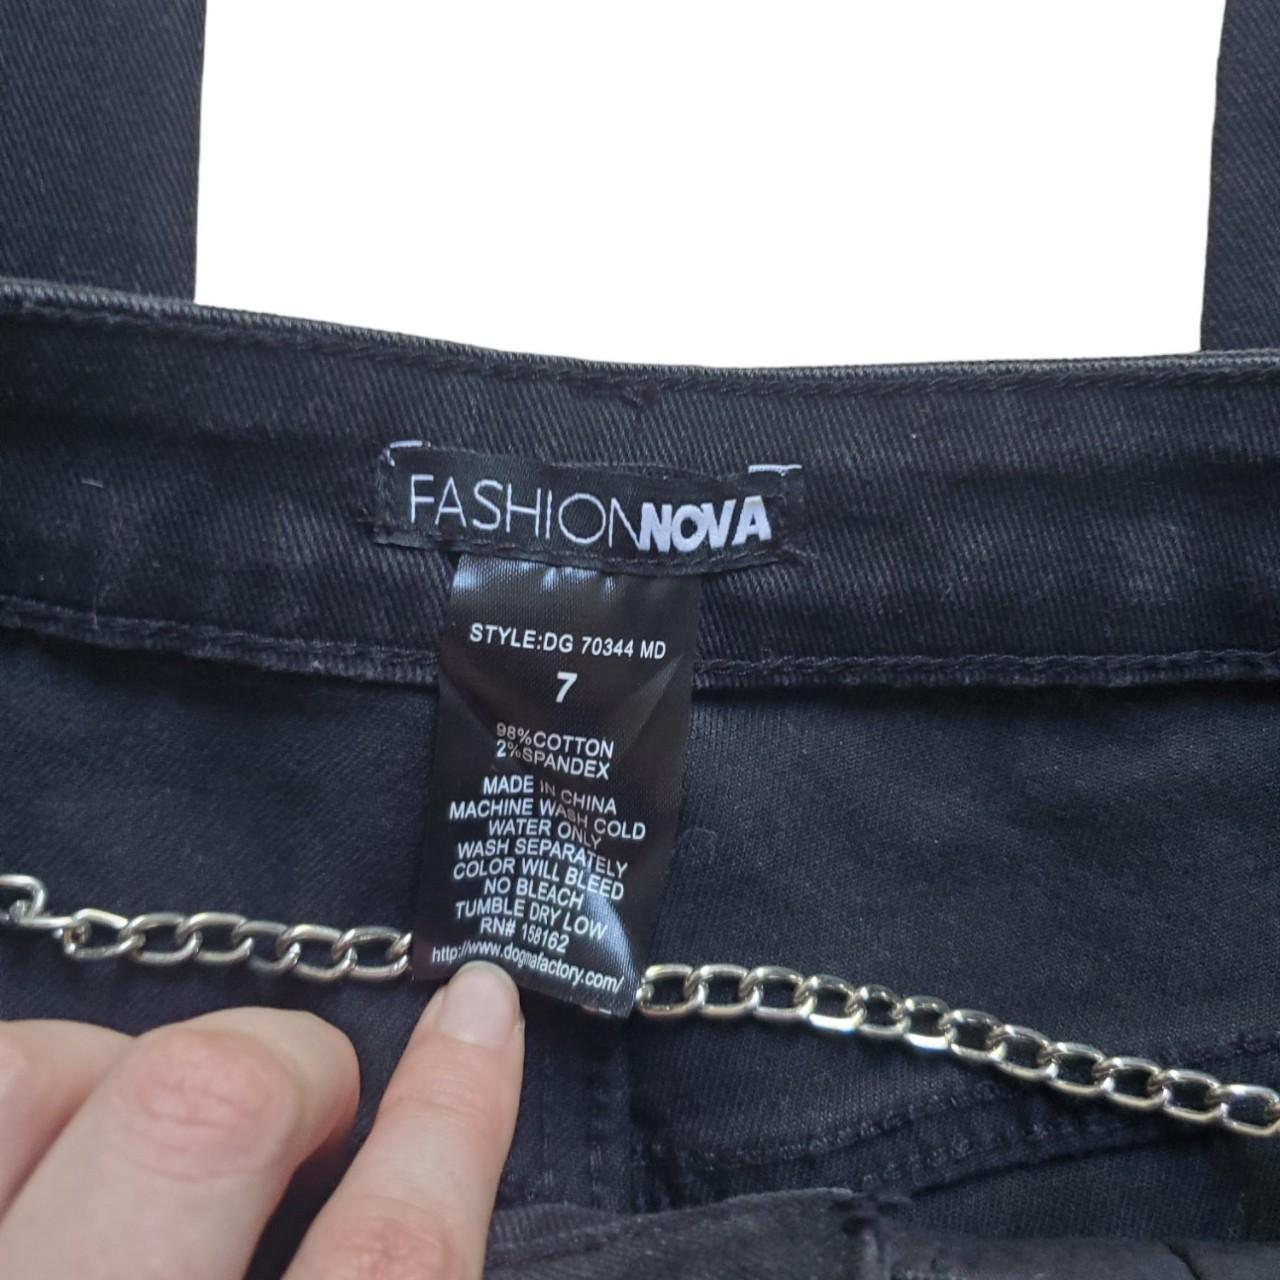 FASHIONNOVA
STYLE:DG 70344 MD
7
98%COTTON
2%SPANDEX
MADE IN CHINA
MACHINE WASH COLD
WATER ONLY
WASH SEPARATELY
COLOR WILL BLEED
NO BLEACH
TUMBLE DRY LOW
RN# 158162
http://www.dogmafactory.com/